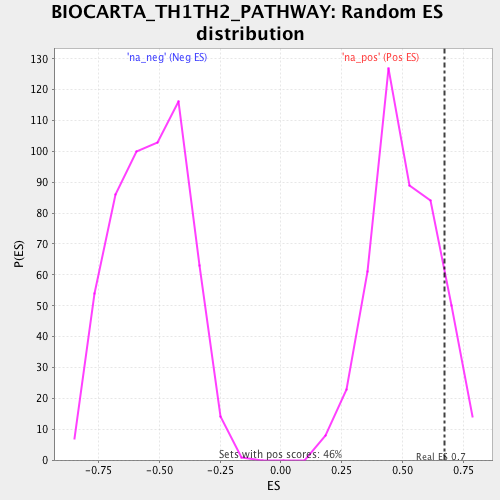 BIOCARTA_TH1TH2_PATHWAY: Random ES
distribution
'na_neg' (Neg ES)
'na_pos' (Pos ES)
130
120
110
100
90
80
70
60
50
40
30
20
10
0
P(ES)
Sets with pos scores: 46%
Real ES 0.7
-0.75
-0.50
-0.25
0.00
0.25
0.50
0.75
ES